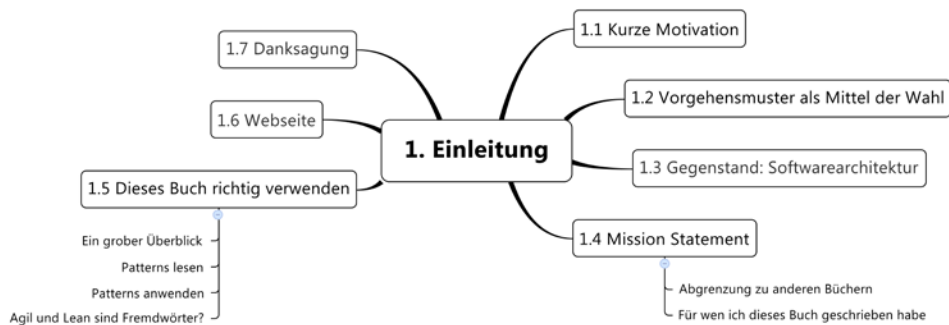 1. Einleitung
1.1 Kurze Motivation
1.2 Vorgehensmuster als Mittel der Wahl
1.3 Gegenstand: Softwarearchitektur
1.4 Mission Statement
Abgrenzung zu anderen Büchern
Für wen ich dieses Buch geschrieben habe
1.5 Dieses Buch richtig verwenden
Ein grober Überblick
Patterns lesen
Patterns anwenden
Agil und Lean sind Fremdwörter?
1.6 Webseite
1.7 Danksagung